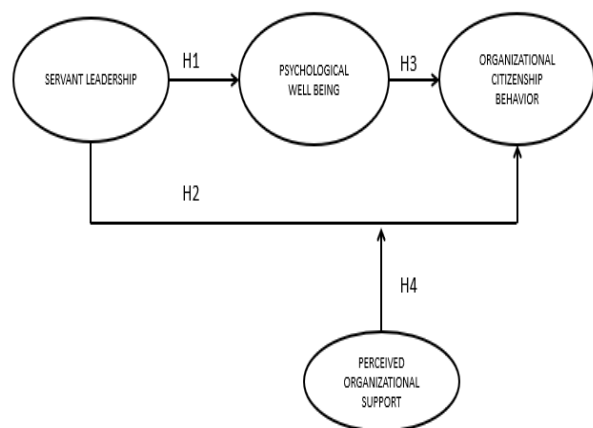 SERVANT LEADERSHIP
H1
PSYCHOLOGICAL
WELL BEING
H3
ORGANIZATIONAL
CITIZENSHIP
BEHAVIOR
H2
H4
PERCEIVED
ORGANIZATIONAL
SUPPORT